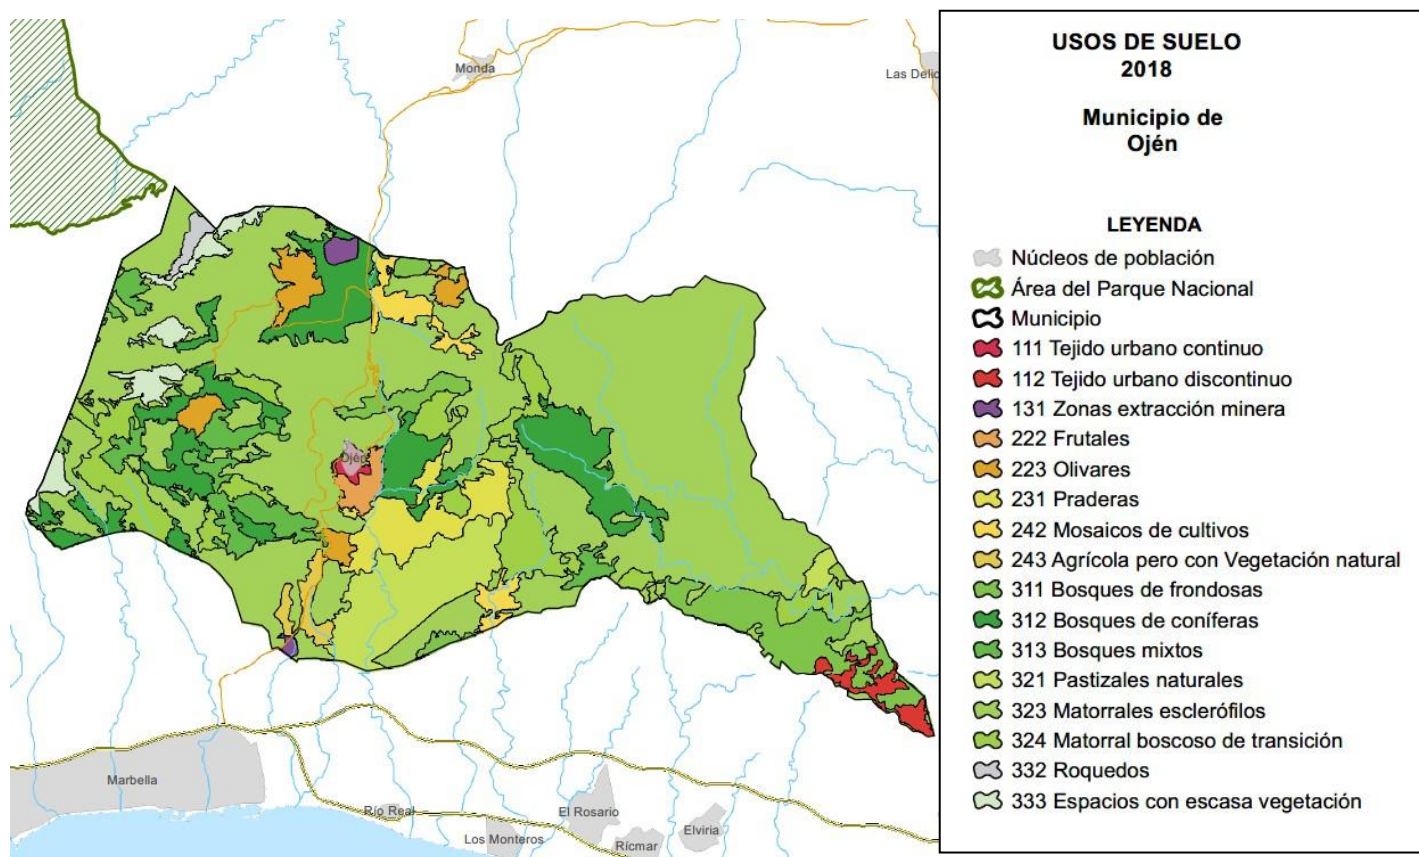 Monda
Las Delic
Ojén
Marbella
Río Real
Los Monteros
El Rosario
Rícmar
Elviria
USOS DE SUELO
2018
Municipio de
Ojén
LEYENDA
Núcleos de población
Área del Parque Nacional
Municipio
111 Tejido urbano continuo
112 Tejido urbano discontinuo
131 Zonas extracción minera
222 Frutales
223 Olivares
231 Praderas
242 Mosaicos de cultivos
243 Agrícola pero con Vegetación natural
311 Bosques de frondosas
312 Bosques de coníferas
313 Bosques mixtos
321 Pastizales naturales
323 Matorrales esclerófilos
324 Matorral boscoso de transición
332 Roquedos
333 Espacios con escasa vegetación